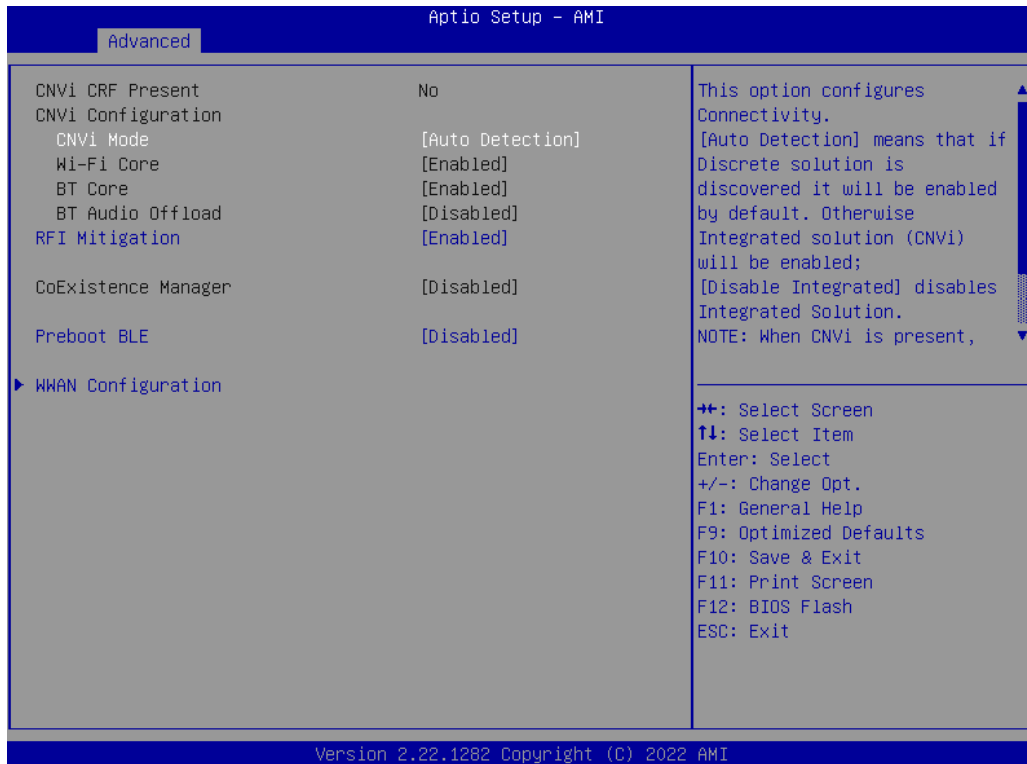 Aptio Setup – AMI
Advanced
CNVi CRF Present No
CNVi Configuration
CNVi Mode [Auto Detection]
Wi-Fi Core [Enabled]
BT Core [Enabled]
BT Audio Offload [Disabled]
RFI Mitigation [Enabled]
CoExistence Manager [Disabled]
Preboot BLE [Disabled]
WWAN Configuration
This option configures
Connectivity.
[Auto Detection] means that if
Discrete solution is
discovered it will be enabled
by default. Otherwise
Integrated solution (CNVi)
will be enabled;
[Disable Integrated] disables
Integrated Solution.
NOTE: When CNVi is present,
→←: Select Screen
↑↓: Select Item
Enter: Select
+/-: Change Opt.
F1: General Help
F9: Optimized Defaults
F10: Save & Exit
F11: Print Screen
F12: BIOS Flash
ESC: Exit
Version 2.22.1282 Copyright (C) 2022 AMI